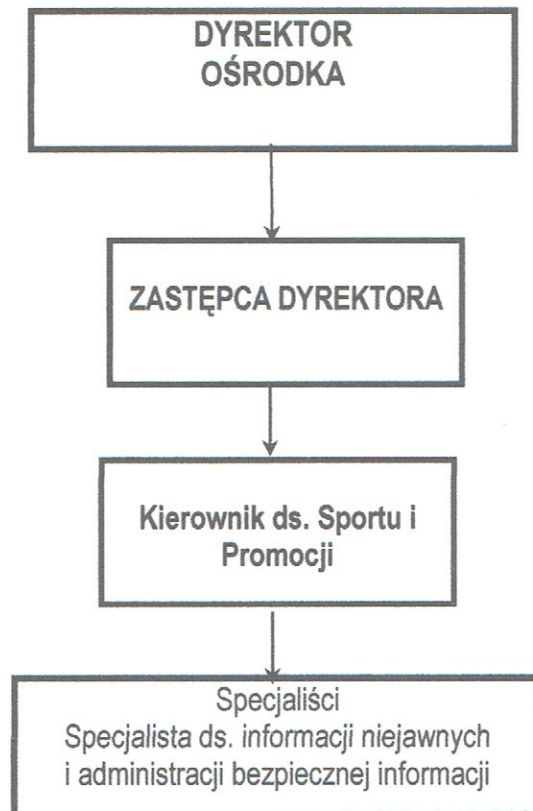 DYREKTOR
OŚRODKA
ZASTĘPCA DYREKTORA
Kierownik ds. Sportu i
Promocji
Specjaliści
Specjalista ds. informacji niejawnych
i administracji bezpiecznej informacji